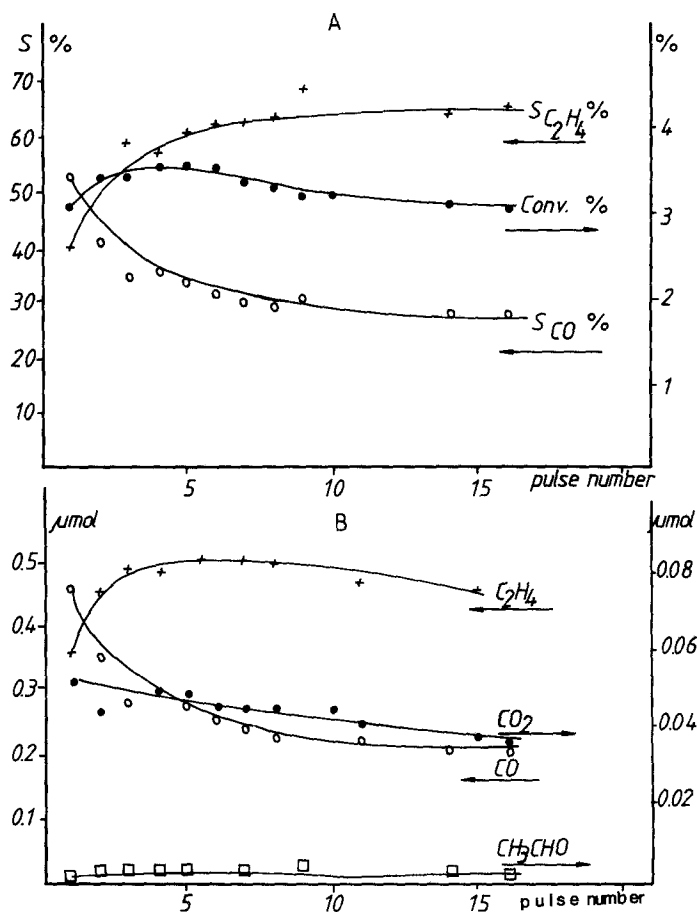 A
S %
%
70
60
50
40
30
20
10
4
3
2
1
S C2H4 %
Conv. %
S CO %
5
10
15
pulse number
B
μmol
μmol
0.5
0.4
0.3
0.2
0.1
0.08
0.06
0.04
0.02
C2H4
CO2
CO
CH3CHO
5
10
15
pulse number